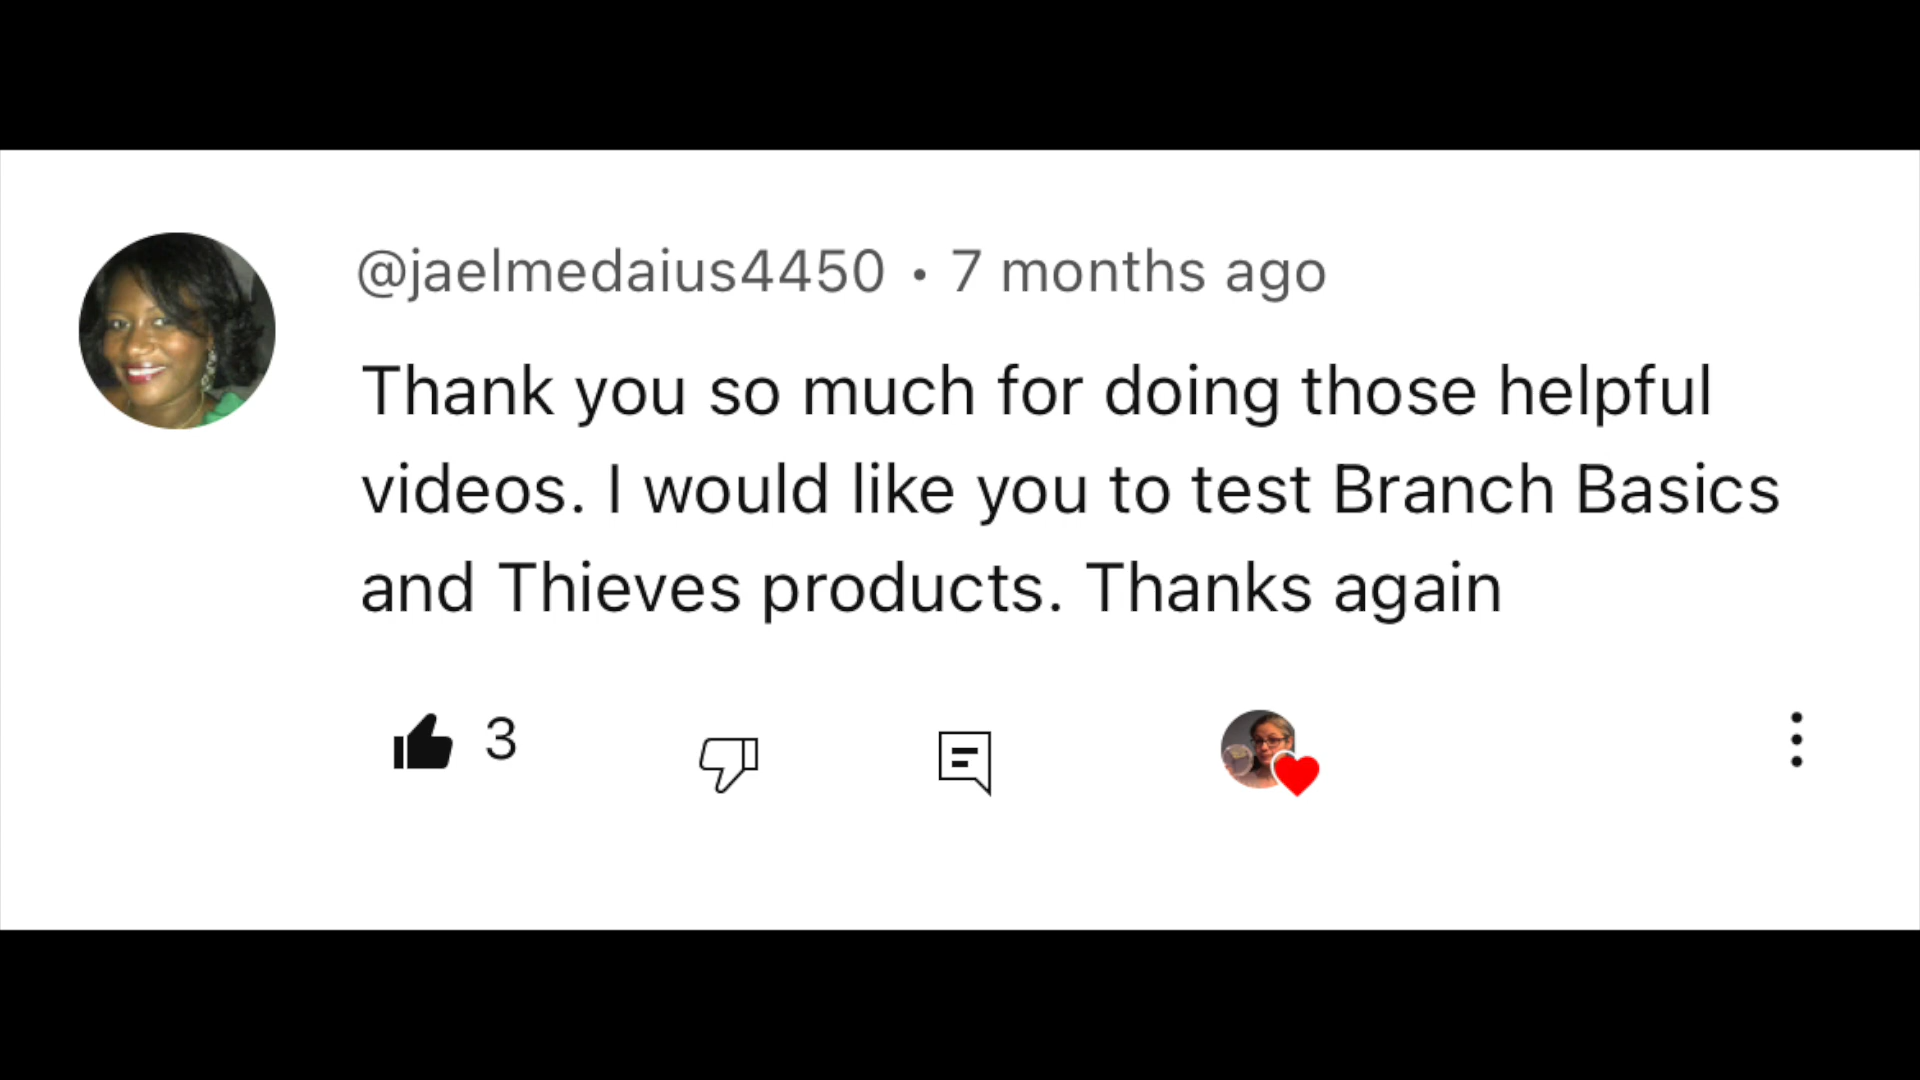 @jaelmedaius4450 • 7 months ago
Thank you so much for doing those helpful
videos. I would like you to test Branch Basics
and Thieves products. Thanks again
3